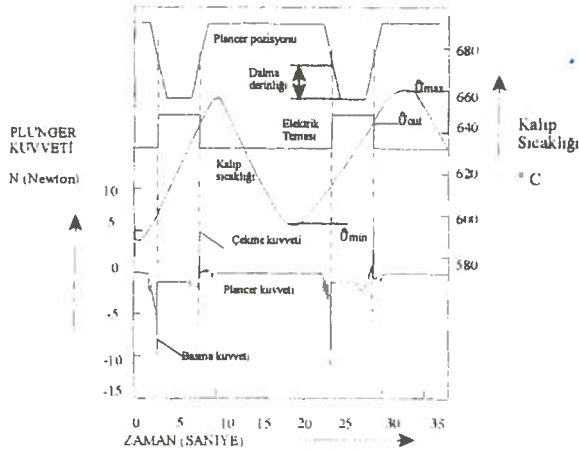 Plancer pozisyonu
Dalma
derinliği
Elektrik
Teması
Kalıp
sıcaklığı
Çekme kuvveti
Plancer kuvveti
Basma kuvveti
Ûmax
Ûout
Ûmin
PLUNGER
KUVVETİ
N (Newton)
10
5
0
-5
-10
-15
680
660
640
620
600
580
Kalıp
Sıcaklığı
° C
0 5 10 15 20 25 30 35
ZAMAN (SANİYE)